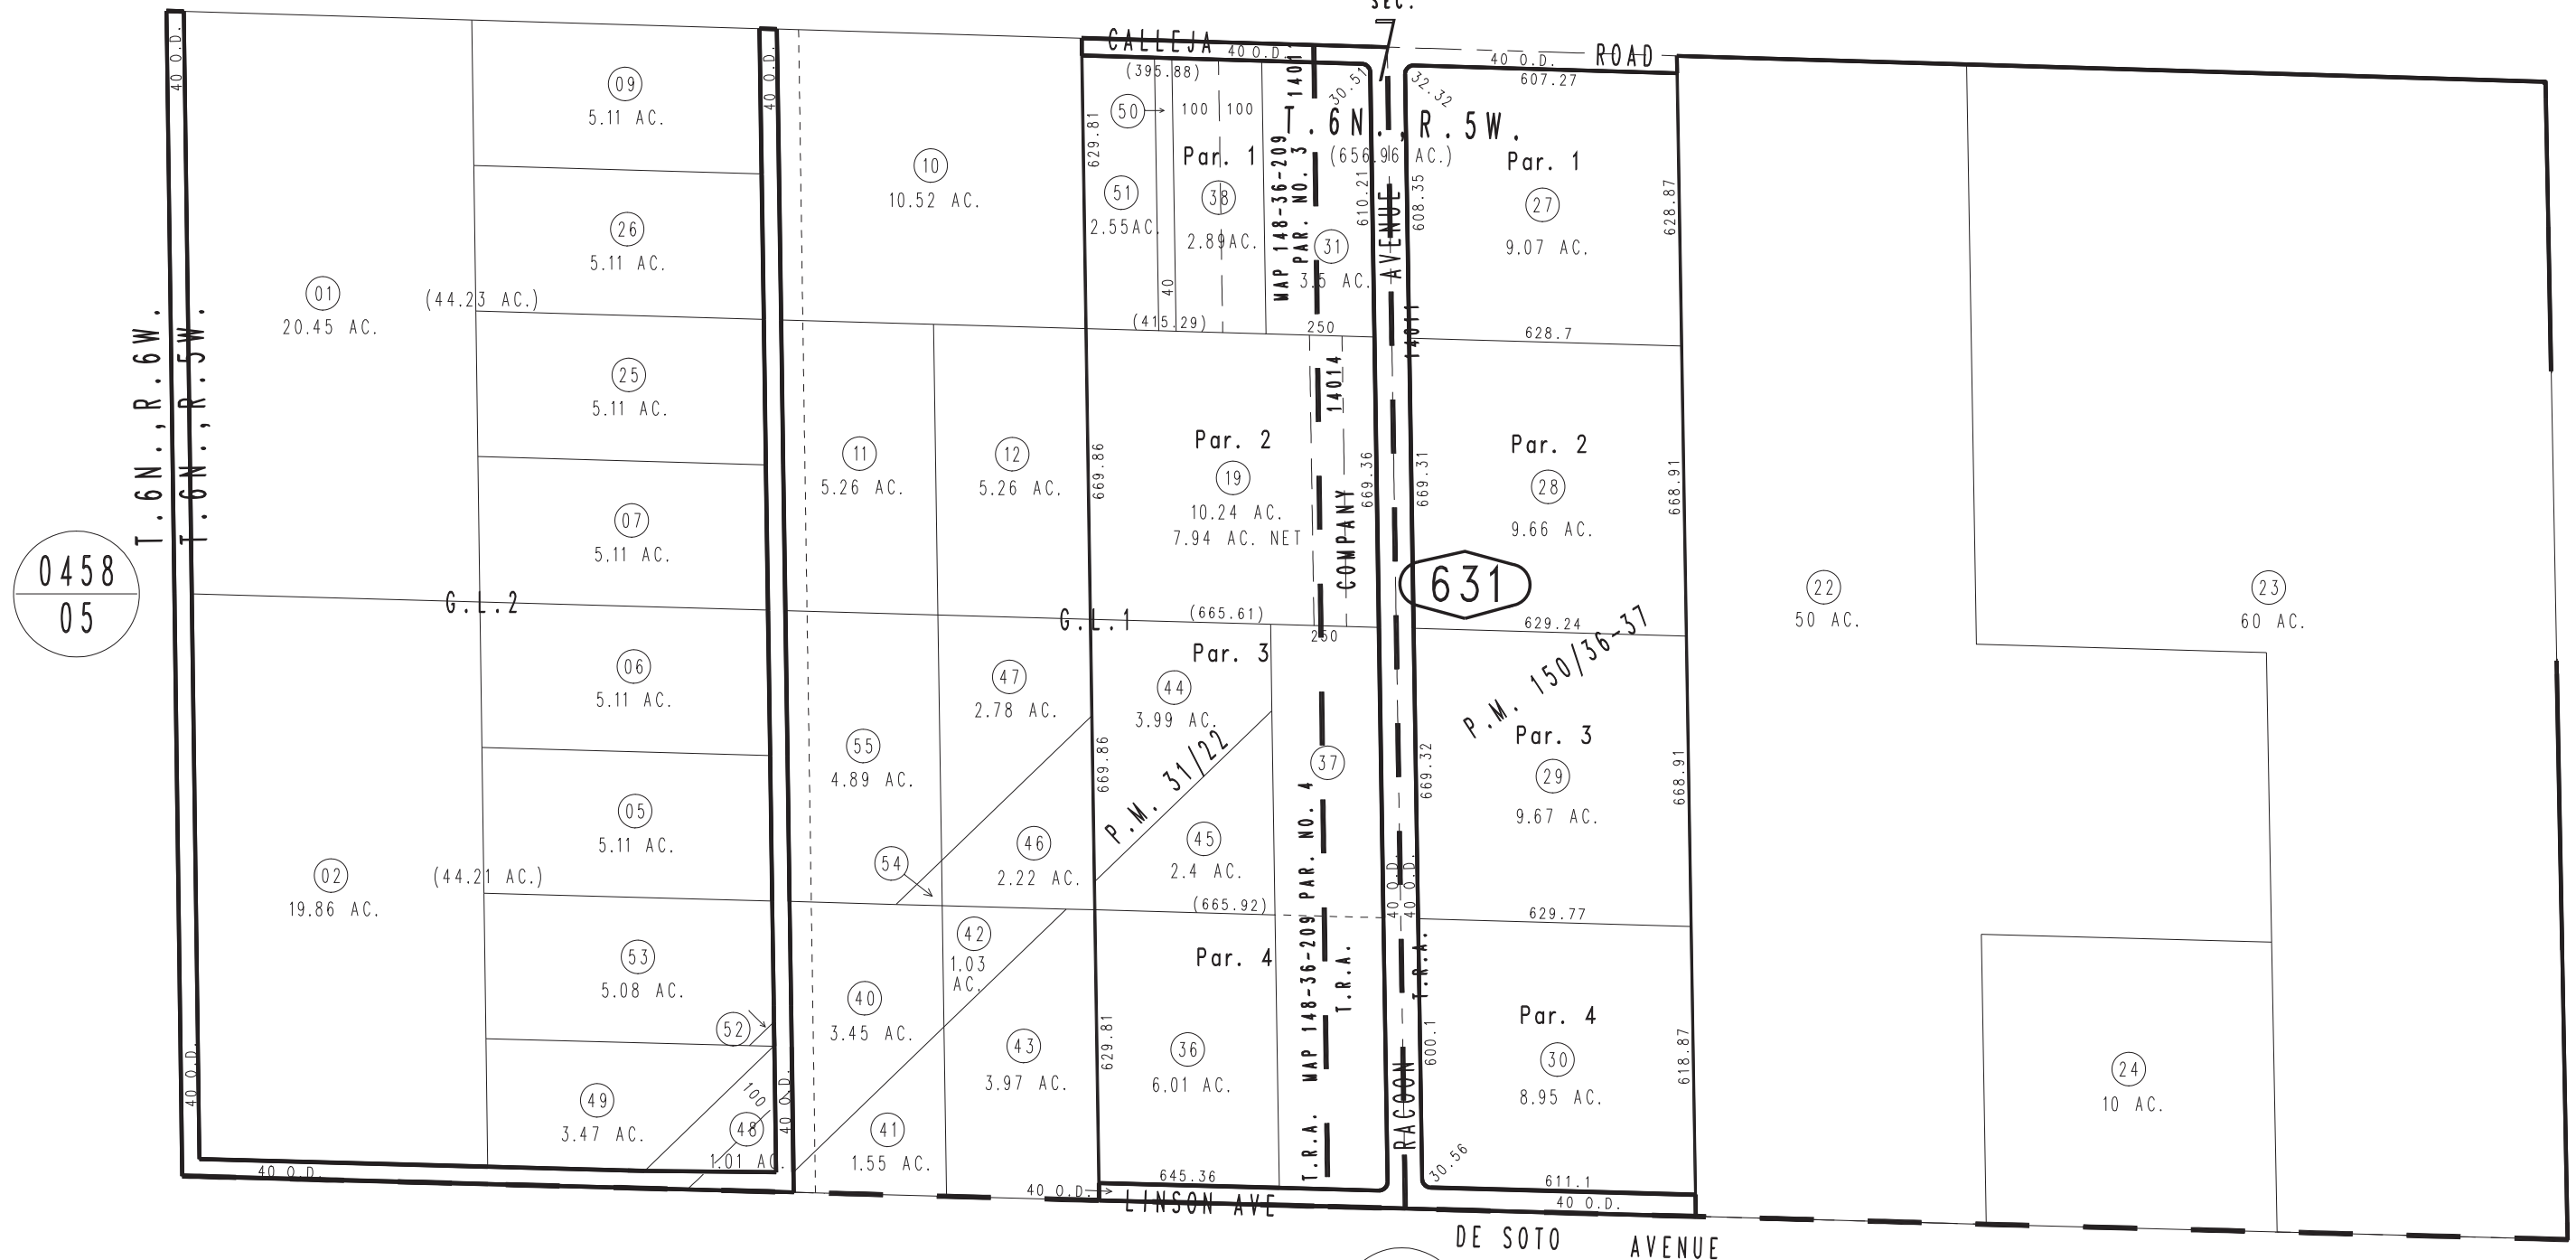 SEC.
7
CALLEJA
40 O.D.
40 O.D.
ROAD
607.27
40 O.D.
40 O.D.
(395.88)
30.51
32.32
1401
T.6N.,R.5W.
(656.96 AC.)
09
5.11 AC.
26
5.11 AC.
25
5.11 AC.
07
5.11 AC.
06
5.11 AC.
05
5.11 AC.
53
5.08 AC.
52
49
3.47 AC.
100
48
1.01 AC.
01
20.45 AC.
(44.23 AC.)
02
19.86 AC.
(44.21 AC.)
G.L.2
T.6N.,R.6W.
T.6N.,R.5W.
0458
05
40 O.D.
40 O.D.
40 O.D.
10
10.52 AC.
11
5.26 AC.
12
5.26 AC.
47
2.78 AC.
55
4.89 AC.
54
46
2.22 AC.
42
1.03
AC.
40
3.45 AC.
43
3.97 AC.
41
1.55 AC.
G.L.1
629.81
50
100
100
Par. 1
51
2.55AC.
38
2.89AC.
40
(415.29)
250
MAP 148-36-209
PAR. NO. 3
31
3.5 AC.
610.21
AVENUE
608.35
14011
14014
COMPANY
669.86
Par. 2
19
10.24 AC.
7.94 AC. NET
669.36
669.31
(665.61)
250
Par. 3
44
3.99 AC.
669.86
P.M. 31/22
45
2.4 AC.
(665.92)
37
Par. 4
36
6.01 AC.
629.81
645.36
40 O.D.
LINSON AVE
T.R.A. MAP 148-36-209 PAR. NO. 4
T.R.A.
T.R.A.
40 O.D.
40 O.D.
RACOON
631
Par. 1
27
9.07 AC.
628.87
628.7
Par. 2
28
9.66 AC.
668.91
629.24
P.M. 150/36-37
Par. 3
29
9.67 AC.
669.32
668.91
629.77
Par. 4
30
8.95 AC.
600.1
618.87
30.56
611.1
40 O.D.
DE SOTO AVENUE
22
50 AC.
23
60 AC.
24
10 AC.